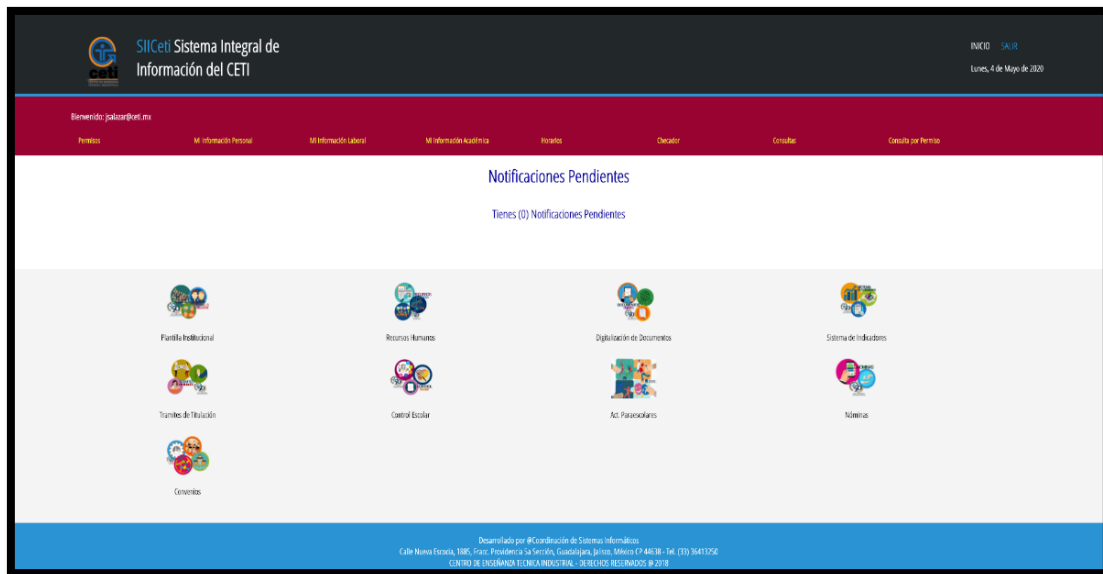 SIICeti Sistema Integral de
Información del CETI
ceti
INICIO SALIR
Lunes, 4 de Mayo de 2020
Bienvenido: jsalazar@ceti.mx
Permisos Mi Información Personal Mi Información Laboral Mi Información Académica Horarios Checador Consultas Consulta por Permiso
Notificaciones Pendientes
Tienes (0) Notificaciones Pendientes
Plantilla Institucional Recursos Humanos Digitalización de Documentos Sistema de Indicadores
Tramites de Titulación Control Escolar Act. Paraescolares Nóminas
Convenios
Desarrollado por @Coordinación de Sistemas Informáticos
Calle Nueva Escocia, 1885, Fracc. Providencia 5a Sección, Guadalajara, Jalisco, México CP 44638 - Tel. (33) 36413250
CENTRO DE ENSEÑANZA TECNICA INDUSTRIAL - DERECHOS RESERVADOS @ 2018